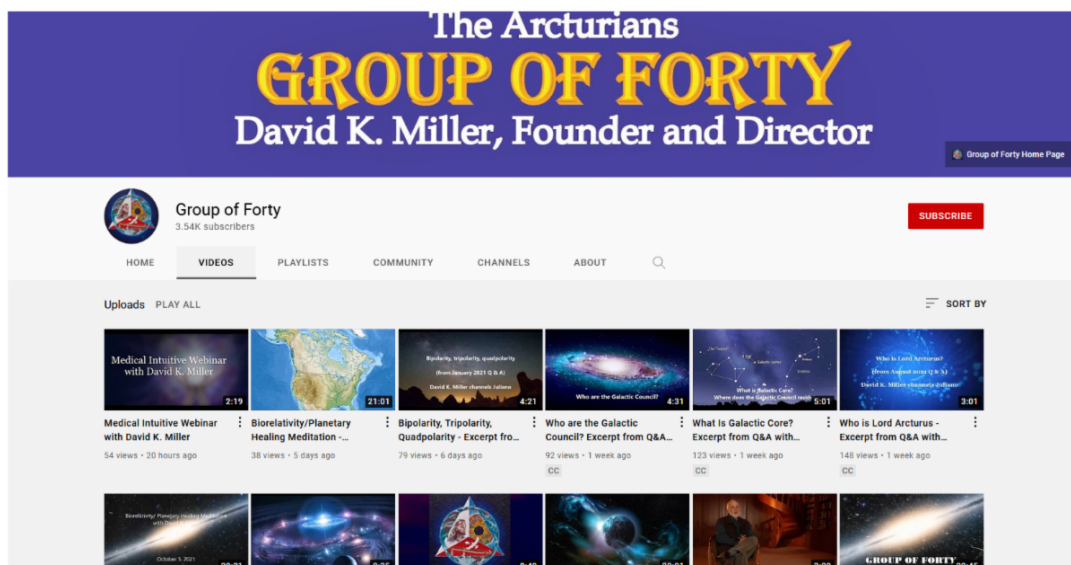 The Arcturians
GROUP OF FORTY
David K. Miller, Founder and Director
Group of Forty Home Page
Group of Forty
3.54K subscribers
SUBSCRIBE
HOME
VIDEOS
PLAYLISTS
COMMUNITY
CHANNELS
ABOUT
Uploads
PLAY ALL
SORT BY
Medical Intuitive Webinar
with David K. Miller
2:19
Medical Intuitive Webinar
with David K. Miller
54 views • 20 hours ago
21:01
Biorelativity/Planetary
Healing Meditation -...
38 views • 5 days ago
Bipolarity, tripolarity, quadpolarity
(from January 2021 Q & A)
David K. Miller channels Juliano
4:21
Bipolarity, Tripolarity,
Quadpolarity - Excerpt fro...
79 views • 6 days ago
Who are the Galactic Council?
4:31
Who are the Galactic
Council? Excerpt from Q&A...
92 views • 1 week ago
CC
What is Galactic Core?
Where does the Galactic Council
5:01
What Is Galactic Core?
Excerpt from Q&A with...
123 views • 1 week ago
CC
Who is Lord Arcturus?
(from August 2021 Q & A)
David K. Miller channels Juliano
3:01
Who is Lord Arcturus -
Excerpt from Q&A with...
148 views • 1 week ago
CC
Biorelativity/ Planetary Healing Meditation
with David K.
October 5, 2021
GROUP OF FORTY